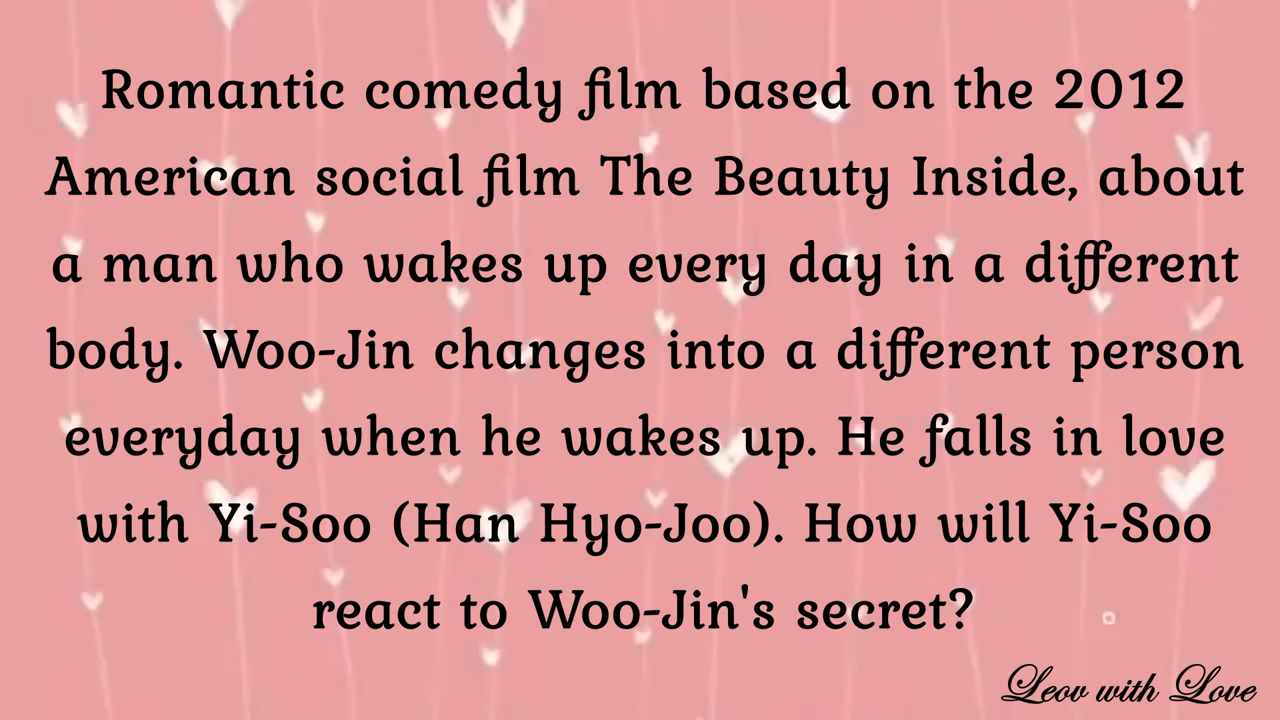 Romantic comedy film based on the 2012
American social film The Beauty Inside, about
a man who wakes up every day in a different
body. Woo-Jin changes into a different person
everyday when he wakes up. He falls in love
with Yi-Soo (Han Hyo-Joo). How will Yi-Soo
react to Woo-Jin's secret?
Leov with Love